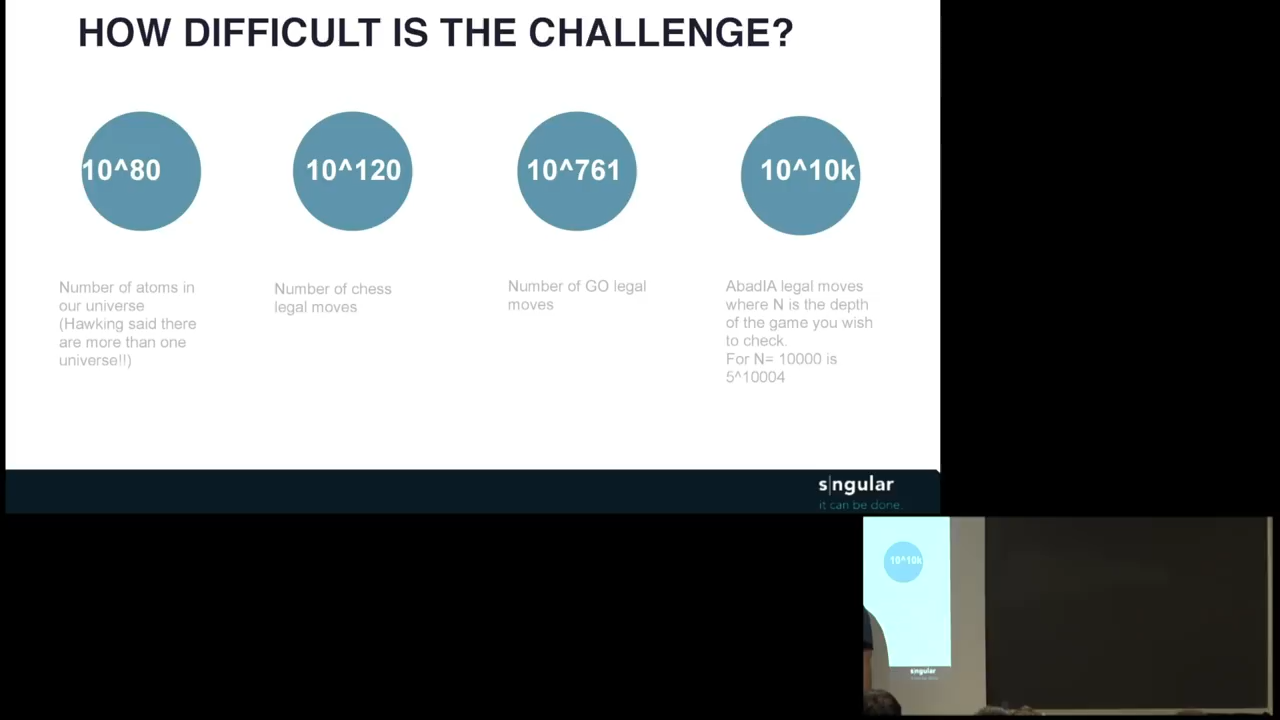 HOW DIFFICULT IS THE CHALLENGE?
10^80
10^120
10^761
10^10k
Number of atoms in
our universe
(Hawking said there
are more than one
universe!!)
Number of chess
legal moves
Number of GO legal
moves
AbadIA legal moves
where N is the depth
of the game you wish
to check.
For N= 10000 is
5^10004
s|ngular
it can be done.
10^10k
s|ngular